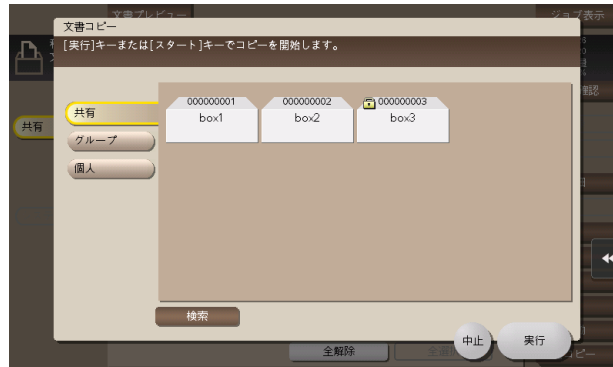 文書プレビュー
ジョブ表示
文書コピー
[実行]キーまたは[スタート]キーでコピーを開始します。
共有
共有
グループ
個人
000000001
box1
000000002
box2
000000003
box3
検索
中止
実行
全解除
コピー